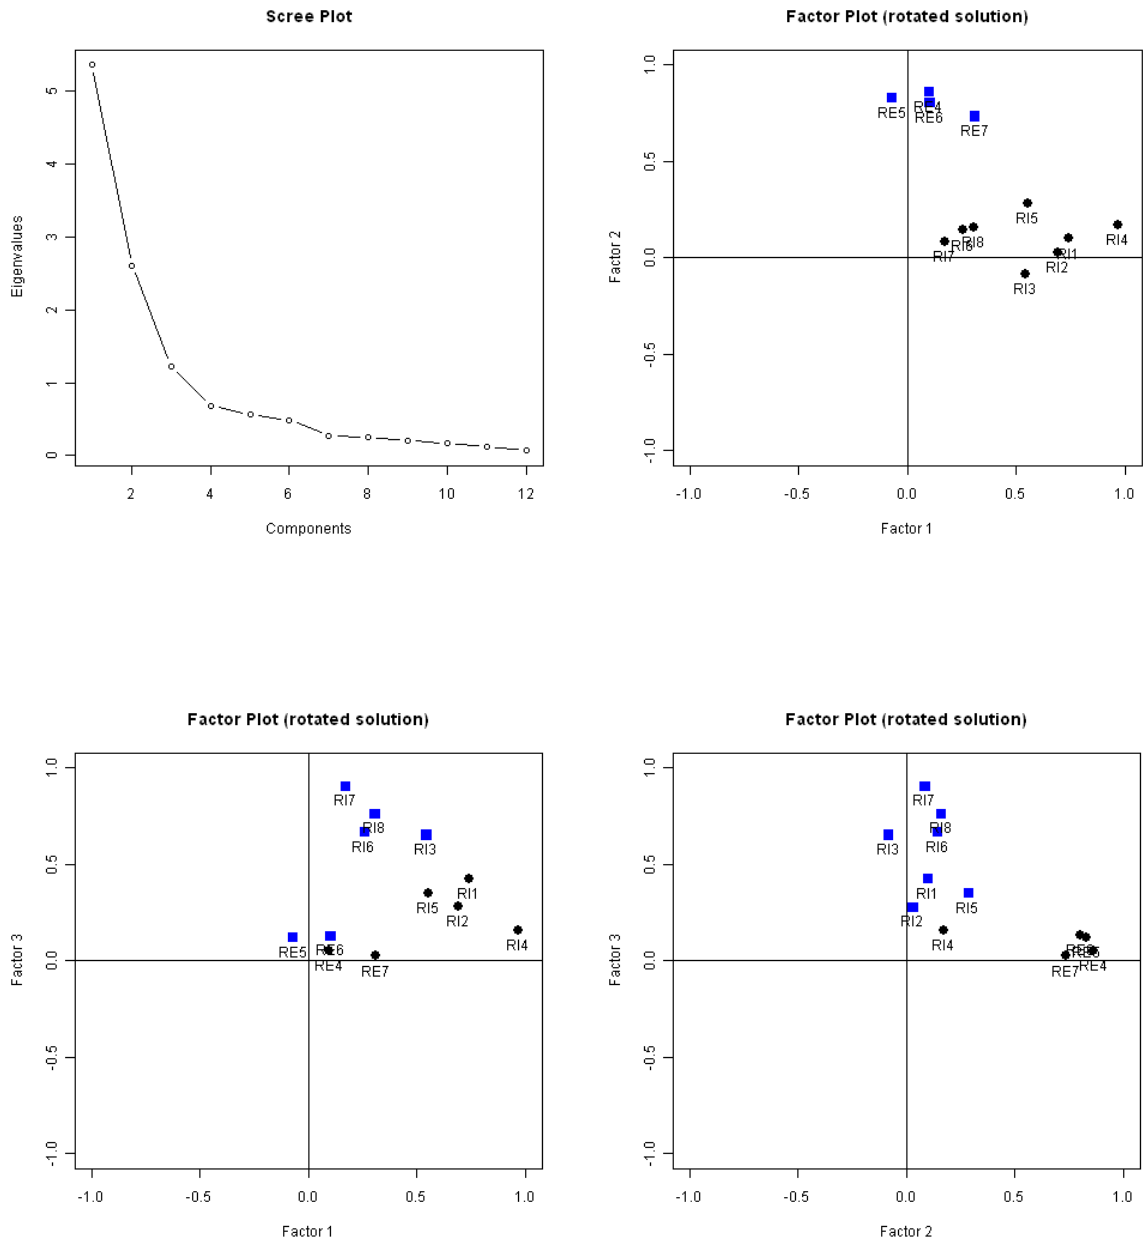 Scree Plot
Eigenvalues
5
4
3
2
1
0
2 4 6 8 10 12
Components
Factor Plot (rotated solution)
Factor 2
1.0
0.5
0.0
-0.5
-1.0
RE5
RE4
RE6
RE7
RI5
RI4
RI8
RI6
RI7
RI1
RI2
RI3
-1.0 -0.5 0.0 0.5 1.0
Factor 1
Factor Plot (rotated solution)
Factor 3
1.0
0.5
0.0
-0.5
-1.0
RI7
RI8
RI6
RI3
RI1
RI5
RI2
RI4
RE5
RE6
RE4
RE7
-1.0 -0.5 0.0 0.5 1.0
Factor 1
Factor Plot (rotated solution)
Factor 3
1.0
0.5
0.0
-0.5
-1.0
RI7
RI8
RI3
RI6
RI1
RI5
RI2
RI4
RE6
RE5
RE7
RE4
-1.0 -0.5 0.0 0.5 1.0
Factor 2